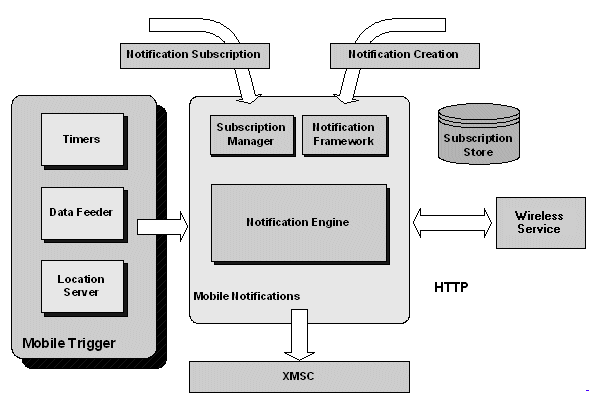 Notification Subscription
Notification Creation
Timers
Data Feeder
Location
Server
Mobile Trigger
Subscription
Manager
Notification
Framework
Notification Engine
Mobile Notifications
Subscription
Store
Wireless
Service
HTTP
XMSC